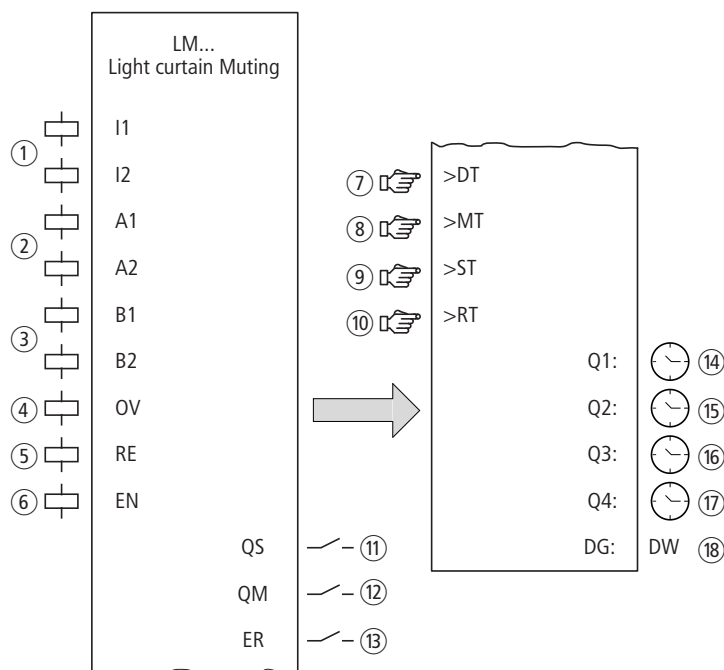 LM...
Light curtain Muting
① I1
I2
② A1
A2
③ B1
B2
④ OV
⑤ RE
⑥ EN
QS ⑪
QM ⑫
ER ⑬
⑦ >DT
⑧ >MT
⑨ >ST
⑩ >RT
Q1: ⑭
Q2: ⑮
Q3: ⑯
Q4: ⑰
DG: DW ⑱